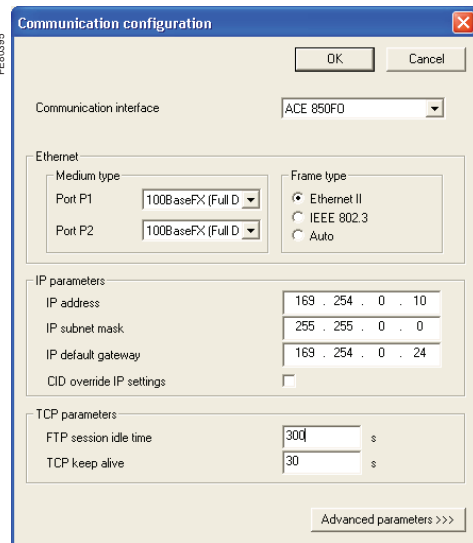 Communication configuration
PE80395
OK
Cancel
Communication interface
ACE 850FO
Ethernet
Medium type
Port P1
100BaseFX (Full D
Port P2
100BaseFX (Full D
Frame type
Ethernet II
IEEE 802.3
Auto
IP parameters
IP address
169 . 254 . 0 . 10
IP subnet mask
255 . 255 . 0 . 0
IP default gateway
169 . 254 . 0 . 24
CID override IP settings
TCP parameters
FTP session idle time
300
s
TCP keep alive
30
s
Advanced parameters >>>